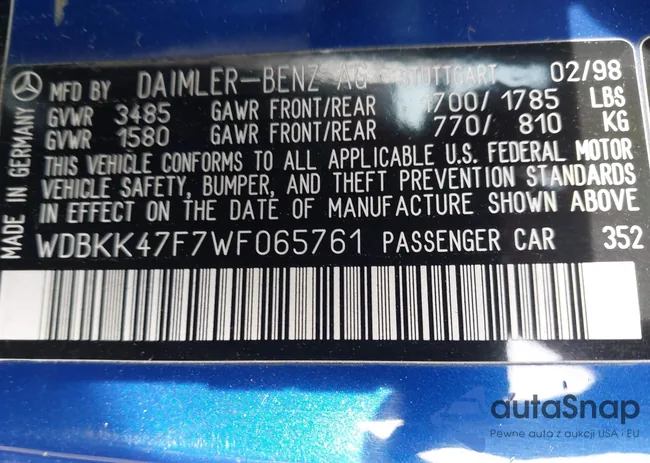 MADE IN GERMANY
MFD BY DAIMLER-BENZ AG STUTTGART 02/98
GVWR 3485 GAWR FRONT/REAR 1700/1785 LBS
GVWR 1580 GAWR FRONT/REAR 770/ 810 KG
THIS VEHICLE CONFORMS TO ALL APPLICABLE U.S. FEDERAL MOTOR
VEHICLE SAFETY, BUMPER, AND THEFT PREVENTION STANDARDS
IN EFFECT ON THE DATE OF MANUFACTURE SHOWN ABOVE
WDBKK47F7WF065761 PASSENGER CAR 352
autaSnap
Pewne auta z aukcji USA i EU